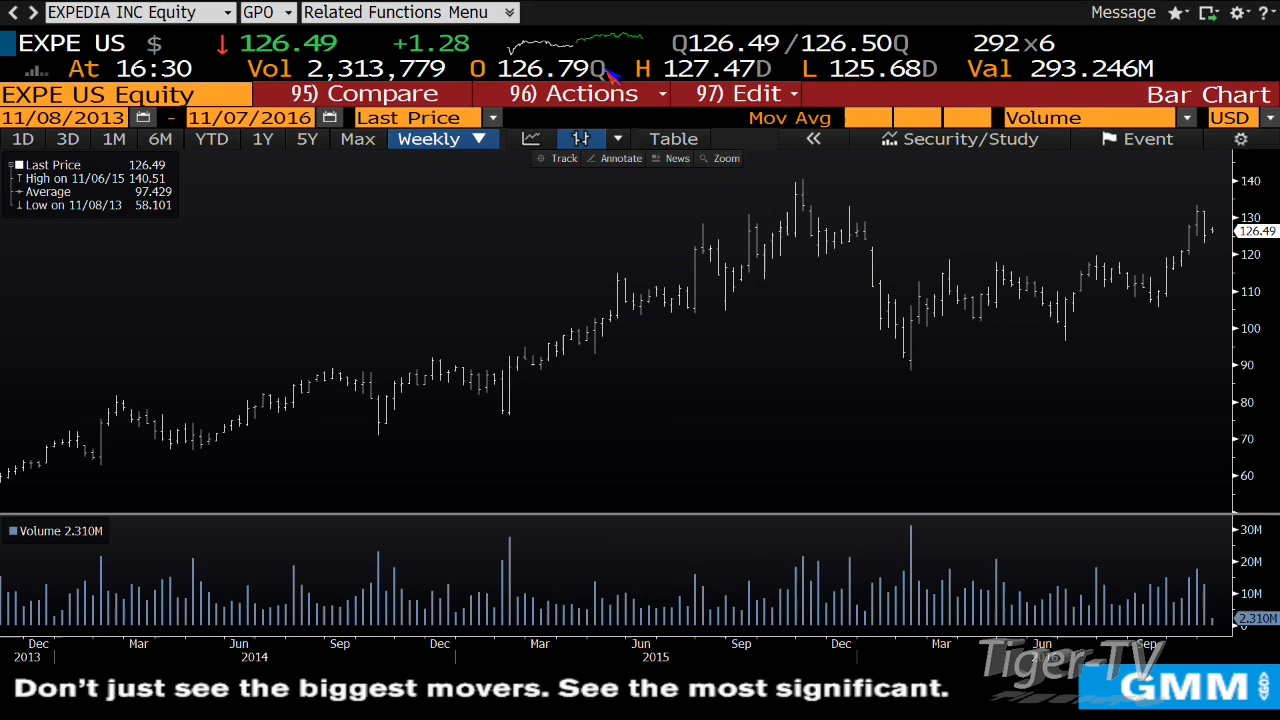 EXPEDIA INC Equity GPO Related Functions Menu Message ?
EXPE US $ 126.49 +1.28 Q126.49 /126.50Q 292x6
At 16:30 Vol 2,313,779 O 126.79Q H 127.47D L 125.68D Val 293.246M
EXPE US Equity 95) Compare 96) Actions 97) Edit Bar Chart
11/08/2013 - 11/07/2016 Last Price Mov Avg Volume USD
1D 3D 1M 6M YTD 1Y 5Y Max Weekly Table Security/Study Event
Track Annotate News Zoom
Last Price 126.49
High on 11/06/15 140.51
Average 97.429
Low on 11/08/13 58.101
140
130
126.49
120
110
100
90
80
70
60
Volume 2.310M
30M
20M
10M
2.310M
0
Dec Mar Jun Sep Dec Mar Jun Sep Dec Mar Jun Sep
2013 2014 2015 2016
Tiger-TV
Don't just see the biggest movers. See the most significant.
GMM